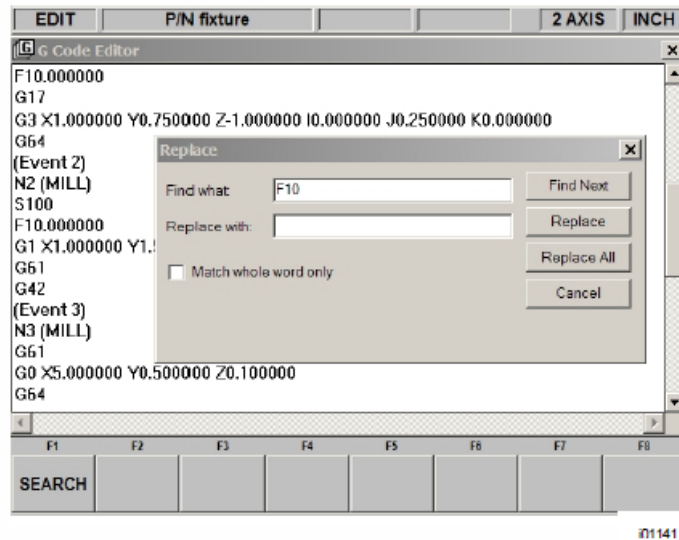 EDIT P/N fixture 2 AXIS INCH
G Code Editor
F10.000000
G17
G3 X1.000000 Y0.750000 Z-1.000000 I0.000000 J0.250000 K0.000000
G64
(Event 2)
N2 (MILL)
S100
F10.000000
G1 X1.000000 Y1.
G61
G42
(Event 3)
N3 (MILL)
G61
G0 X5.000000 Y0.500000 Z0.100000
G64
Replace
Find what: F10 Find Next
Replace with: Replace
Replace All
Match whole word only
Cancel
F1 F2 F3 F4 F5 F6 F7 F8
SEARCH
i01141